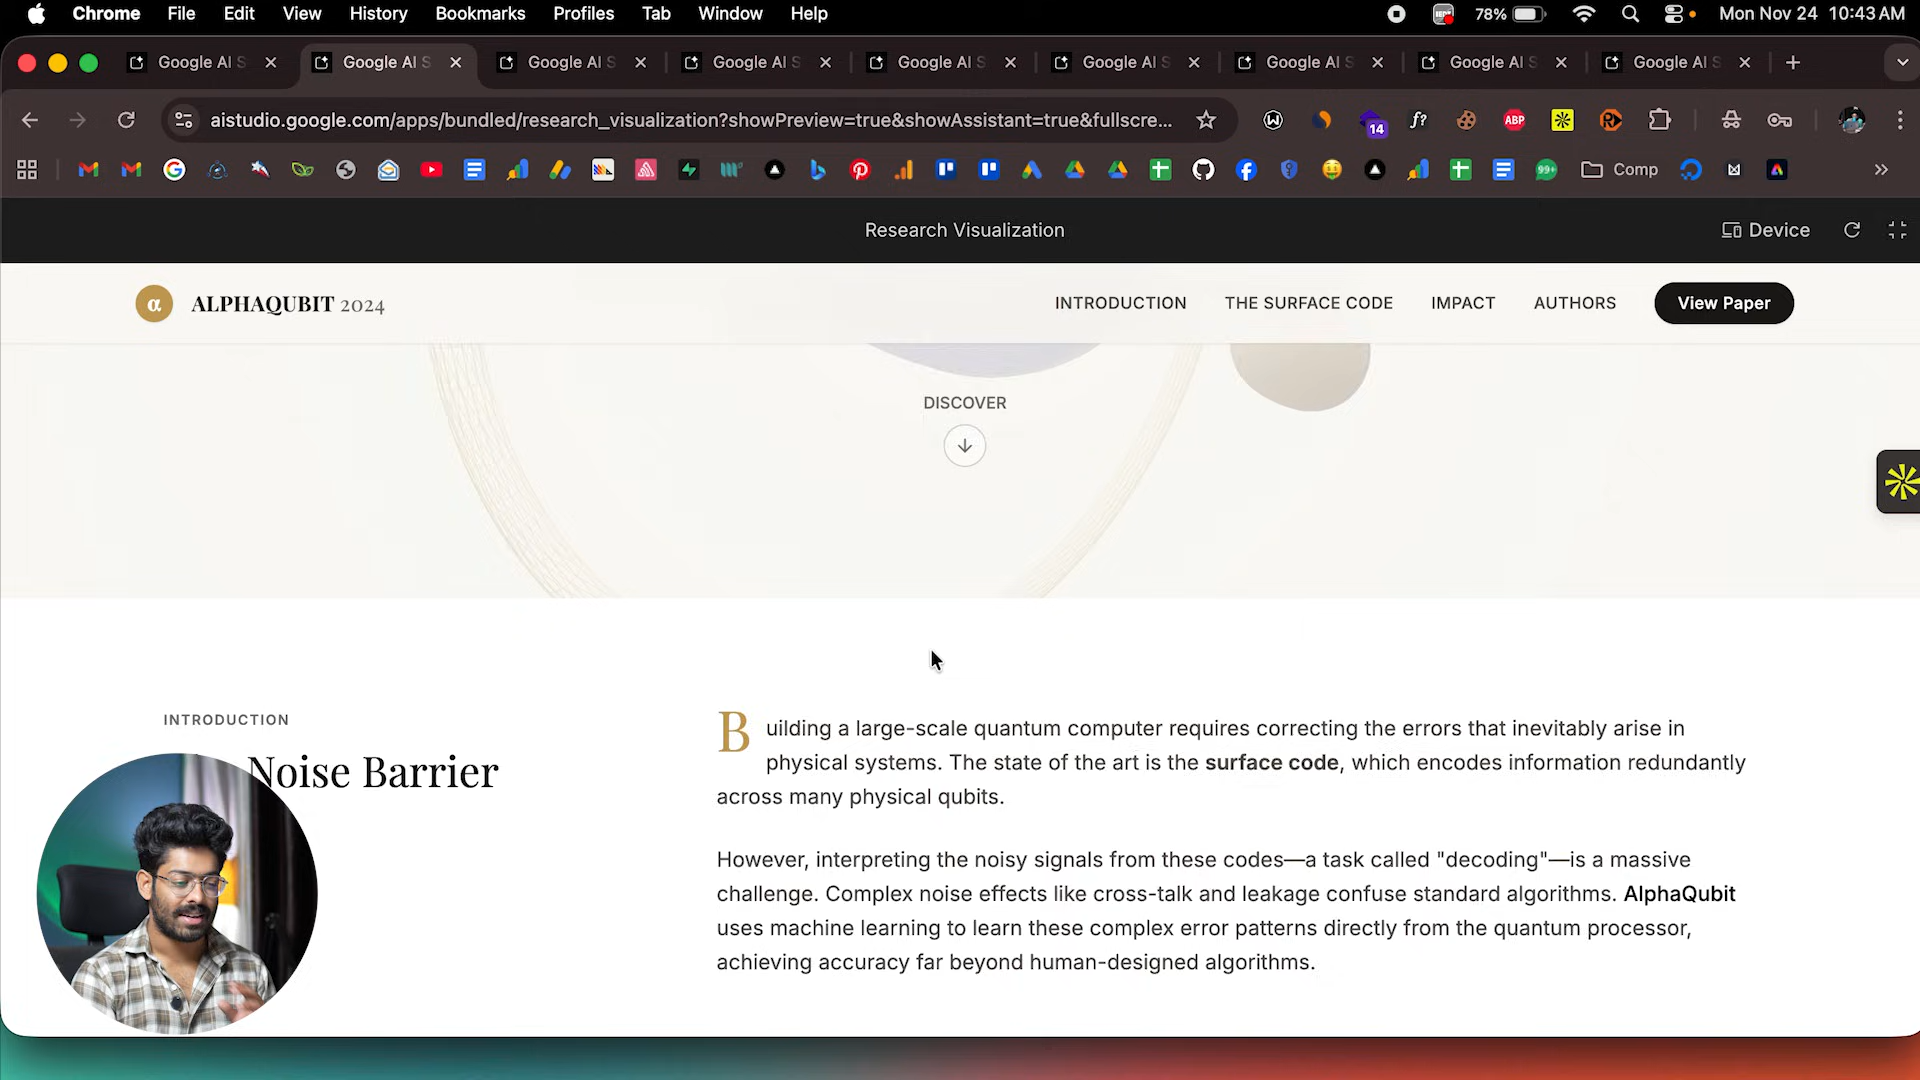 Chrome File Edit View History Bookmarks Profiles Tab Window Help 78% Mon Nov 24 10:43 AM
Google AI S Google AI S Google AI S Google AI S Google AI S Google AI S Google AI S Google AI S Google AI S
aistudio.google.com/apps/bundled/research_visualization?showPreview=true&showAssistant=true&fullscre...
14 f? ABP
99+ Comp
Research Visualization
Device
α ALPHAQUBIT 2024 INTRODUCTION THE SURFACE CODE IMPACT AUTHORS View Paper
DISCOVER
INTRODUCTION
Noise Barrier
Building a large-scale quantum computer requires correcting the errors that inevitably arise in
physical systems. The state of the art is the surface code, which encodes information redundantly
across many physical qubits.
However, interpreting the noisy signals from these codes—a task called "decoding"—is a massive
challenge. Complex noise effects like cross-talk and leakage confuse standard algorithms. AlphaQubit
uses machine learning to learn these complex error patterns directly from the quantum processor,
achieving accuracy far beyond human-designed algorithms.